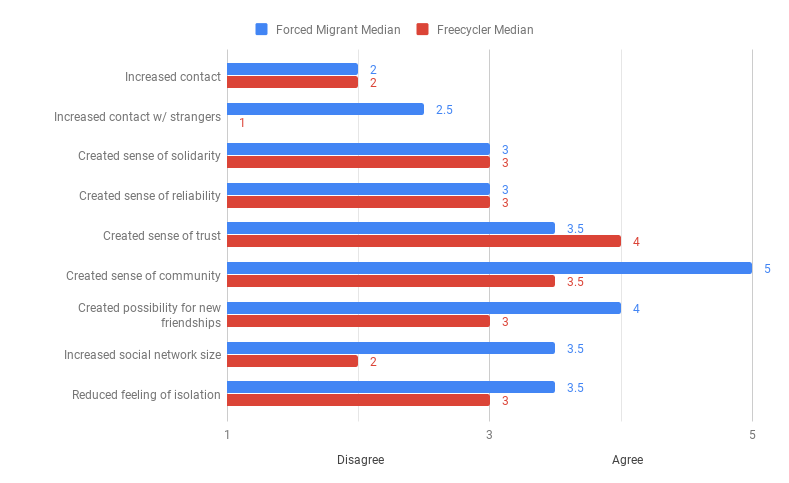 Forced Migrant Median Freecycler Median
Increased contact 2
2
Increased contact w/ strangers 2.5
1
Created sense of solidarity 3
3
Created sense of reliability 3
3
Created sense of trust 3.5
4
Created sense of community 5
3.5
Created possibility for new 4
friendships 3
Increased social network size 3.5
2
Reduced feeling of isolation 3.5
3
1 3 5
Disagree Agree